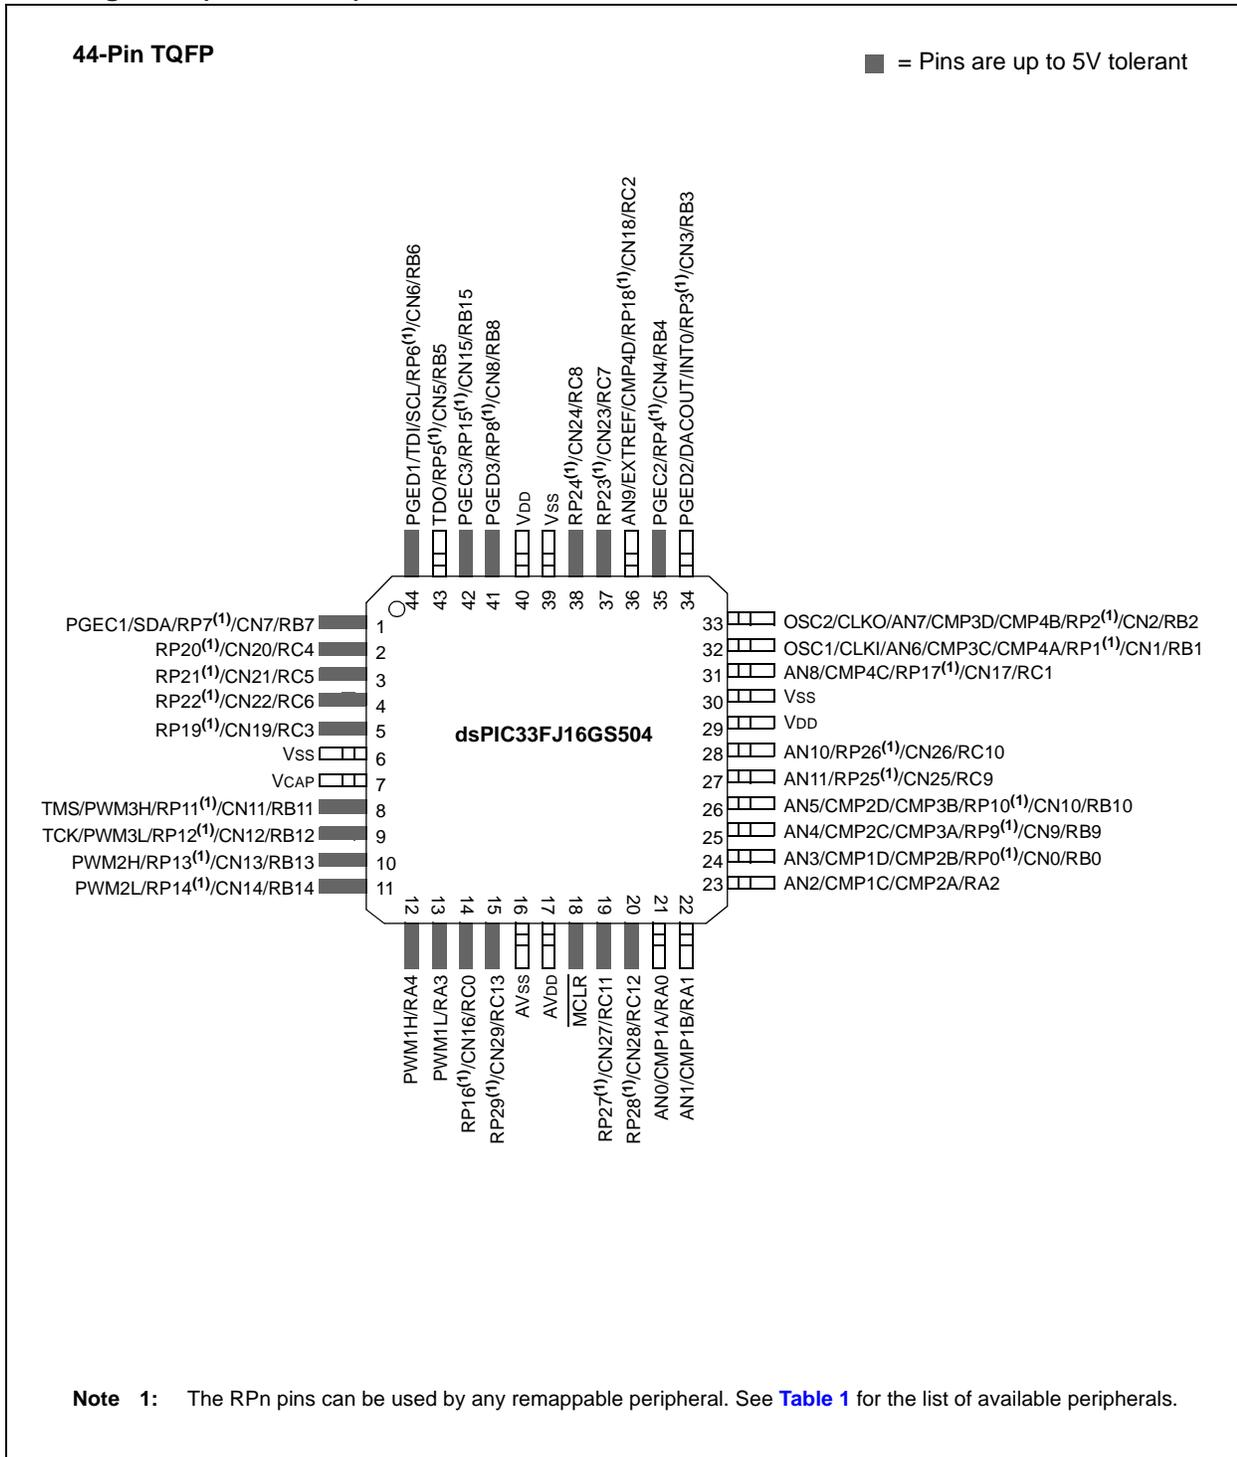 44-Pin TQFP
= Pins are up to 5V tolerant
PGED1/TDI/SCL/RP6(1)/CN6/RB6
TDO/RP5(1)/CN5/RB5
PGEC3/RP15(1)/CN15/RB15
PGED3/RP8(1)/CN8/RB8
VDD
VSS
RP24(1)/CN24/RC8
RP23(1)/CN23/RC7
AN9/EXTREF/CMP4D/RP18(1)/CN18/RC2
PGEC2/RP4(1)/CN4/RB4
PGED2/DACOUT/INT0/RP3(1)/CN3/RB3
44 43 42 41 40 39 38 37 36 35 34
PGEC1/SDA/RP7(1)/CN7/RB7 1
RP20(1)/CN20/RC4 2
RP21(1)/CN21/RC5 3
RP22(1)/CN22/RC6 4
RP19(1)/CN19/RC3 5
VSS 6
VCAP 7
TMS/PWM3H/RP11(1)/CN11/RB11 8
TCK/PWM3L/RP12(1)/CN12/RB12 9
PWM2H/RP13(1)/CN13/RB13 10
PWM2L/RP14(1)/CN14/RB14 11
dsPIC33FJ16GS504
33 OSC2/CLKO/AN7/CMP3D/CMP4B/RP2(1)/CN2/RB2
32 OSC1/CLKI/AN6/CMP3C/CMP4A/RP1(1)/CN1/RB1
31 AN8/CMP4C/RP17(1)/CN17/RC1
30 VSS
29 VDD
28 AN10/RP26(1)/CN26/RC10
27 AN11/RP25(1)/CN25/RC9
26 AN5/CMP2D/CMP3B/RP10(1)/CN10/RB10
25 AN4/CMP2C/CMP3A/RP9(1)/CN9/RB9
24 AN3/CMP1D/CMP2B/RP0(1)/CN0/RB0
23 AN2/CMP1C/CMP2A/RA2
12 13 14 15 16 17 18 19 20 21 22
PWM1H/RA4
PWM1L/RA3
RP16(1)/CN16/RC0
RP29(1)/CN29/RC13
AVSS
AVDD
MCLR
RP27(1)/CN27/RC11
RP28(1)/CN28/RC12
AN0/CMP1A/RA0
AN1/CMP1B/RA1
Note 1: The RPn pins can be used by any remappable peripheral. See Table 1 for the list of available peripherals.